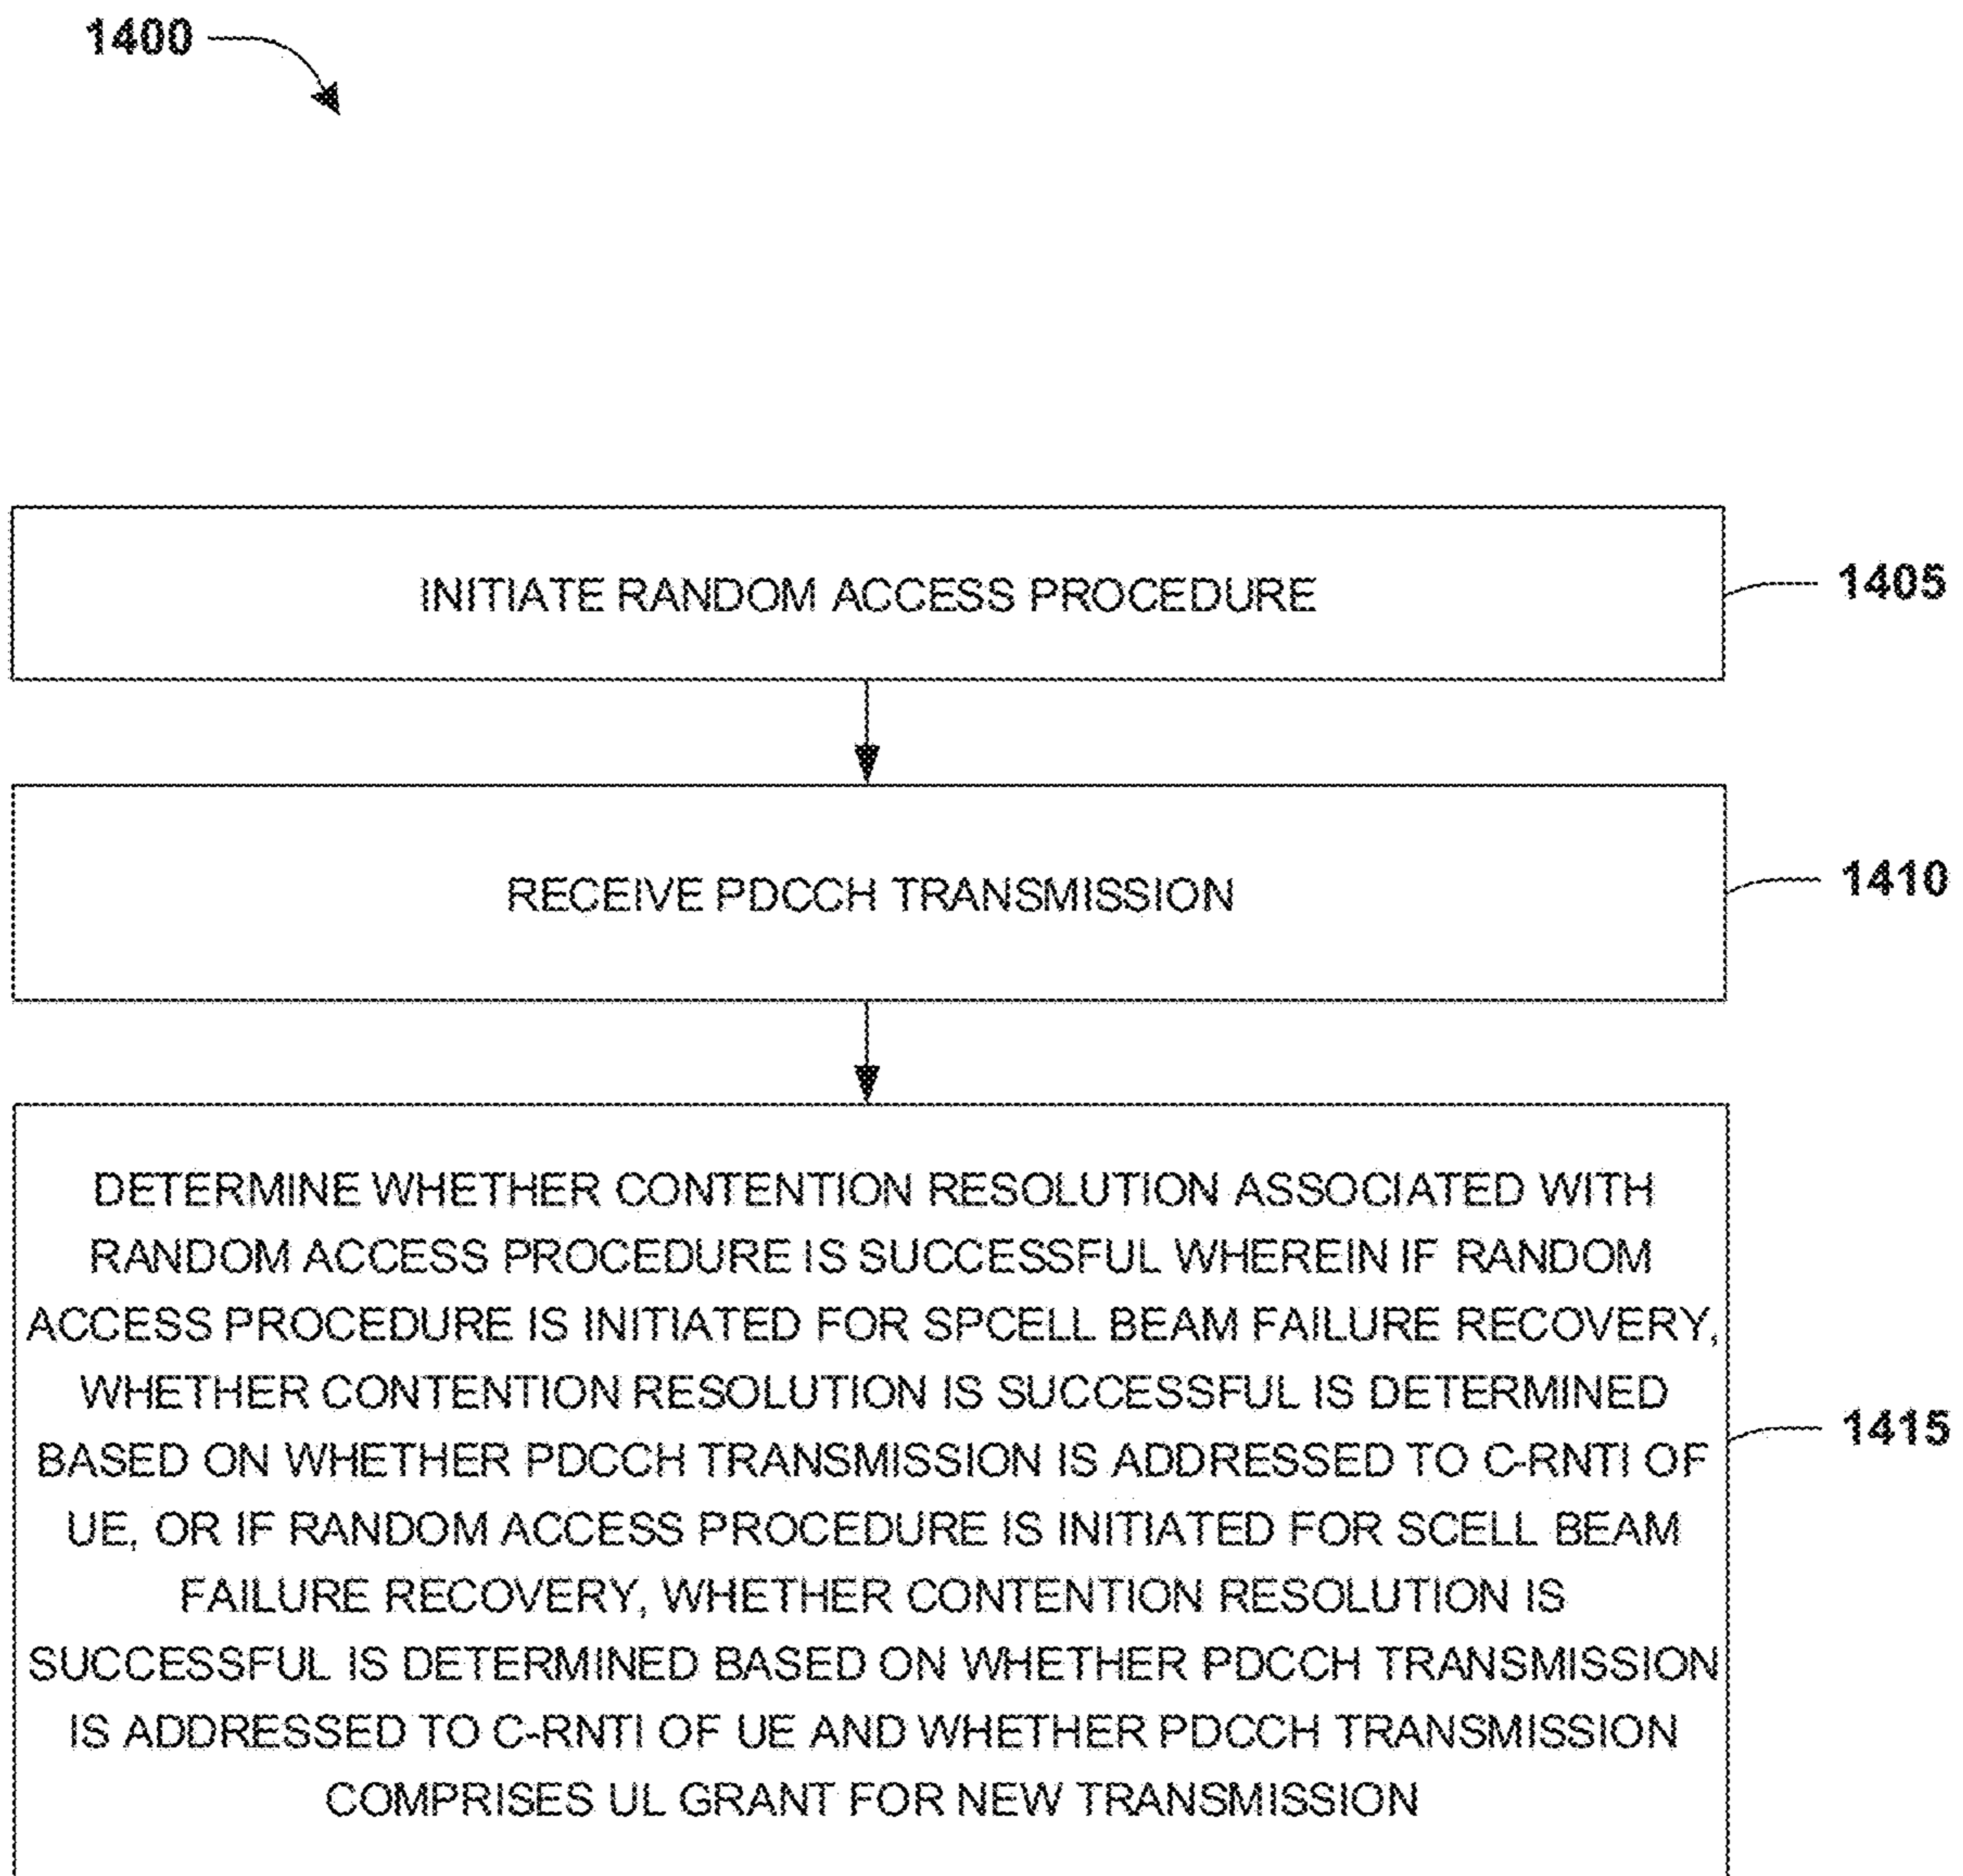 1400
INITIATE RANDOM ACCESS PROCEDURE
1405
RECEIVE PDCCH TRANSMISSION
1410
DETERMINE WHETHER CONTENTION RESOLUTION ASSOCIATED WITH
RANDOM ACCESS PROCEDURE IS SUCCESSFUL WHEREIN IF RANDOM
ACCESS PROCEDURE IS INITIATED FOR SPCELL BEAM FAILURE RECOVERY,
WHETHER CONTENTION RESOLUTION IS SUCCESSFUL IS DETERMINED
BASED ON WHETHER PDCCH TRANSMISSION IS ADDRESSED TO C-RNTI OF
UE, OR IF RANDOM ACCESS PROCEDURE IS INITIATED FOR SCELL BEAM
FAILURE RECOVERY, WHETHER CONTENTION RESOLUTION IS
SUCCESSFUL IS DETERMINED BASED ON WHETHER PDCCH TRANSMISSION
IS ADDRESSED TO C-RNTI OF UE AND WHETHER PDCCH TRANSMISSION
COMPRISES UL GRANT FOR NEW TRANSMISSION
1415